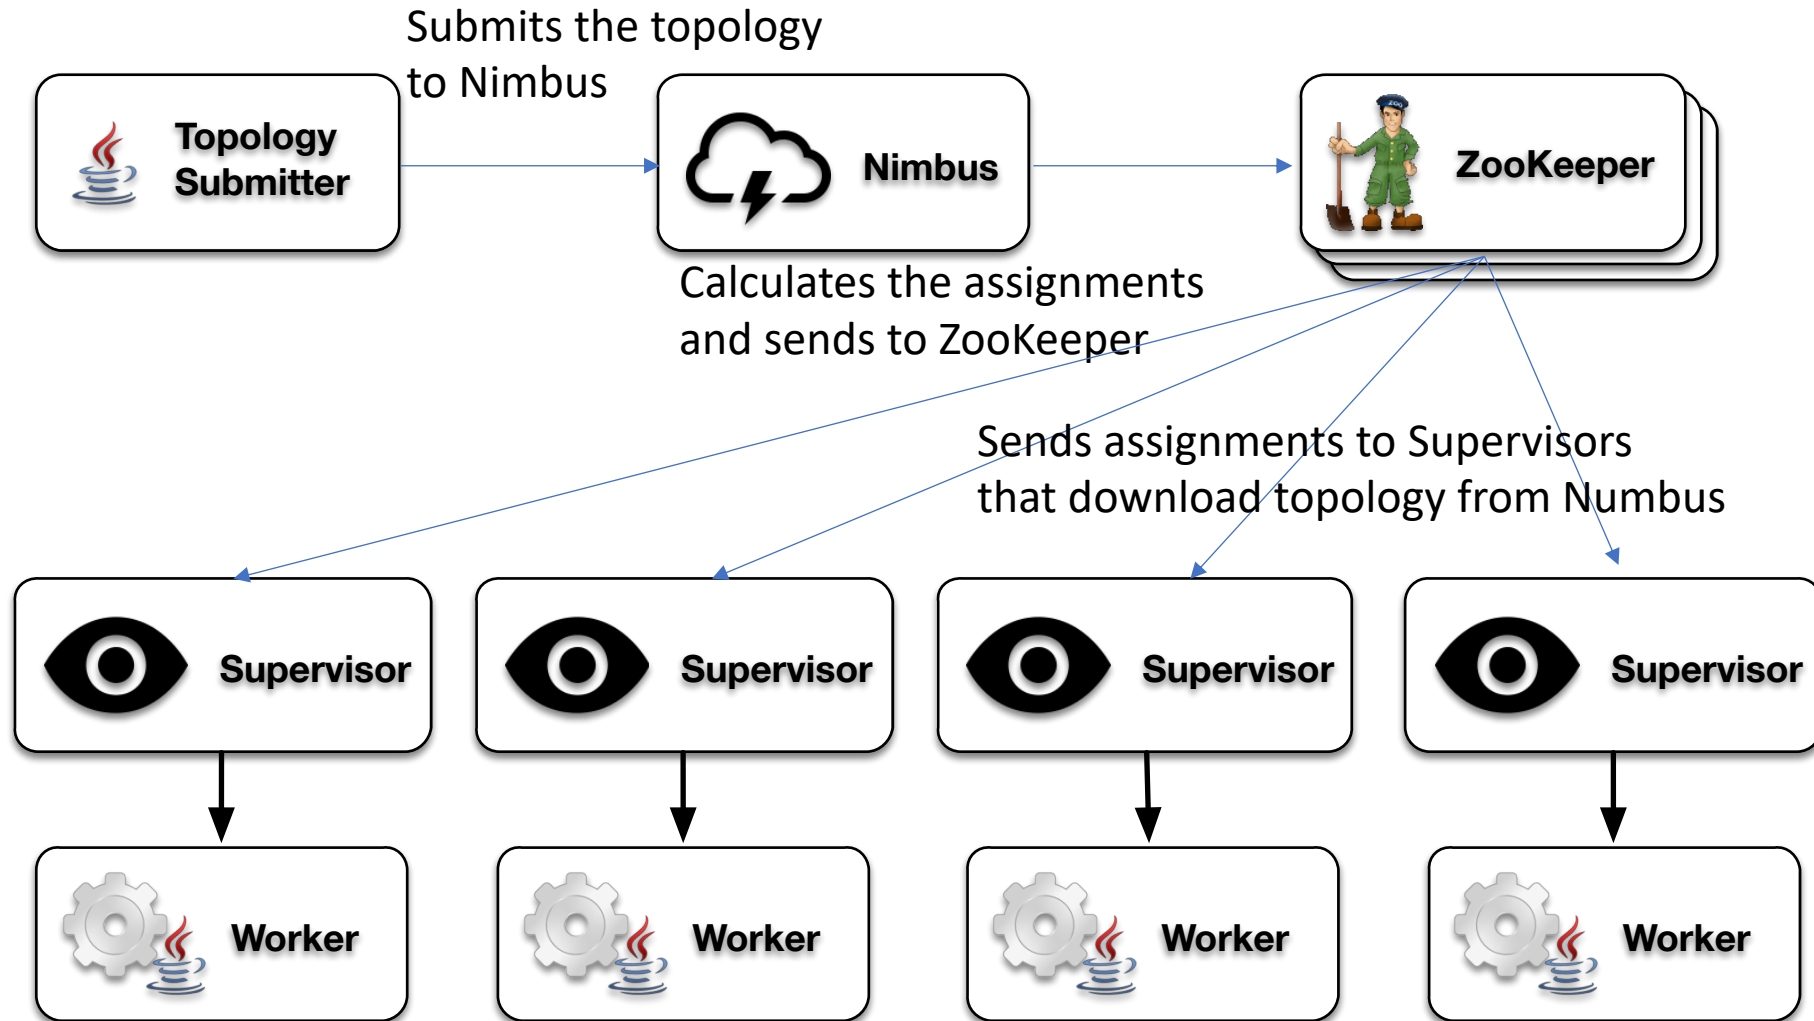 Submits the topology
to Nimbus
Topology
Submitter
Nimbus
ZOO
ZooKeeper
Calculates the assignments
and sends to ZooKeeper
Sends assignments to Supervisors
that download topology from Numbus
Supervisor
Supervisor
Supervisor
Supervisor
Worker
Worker
Worker
Worker